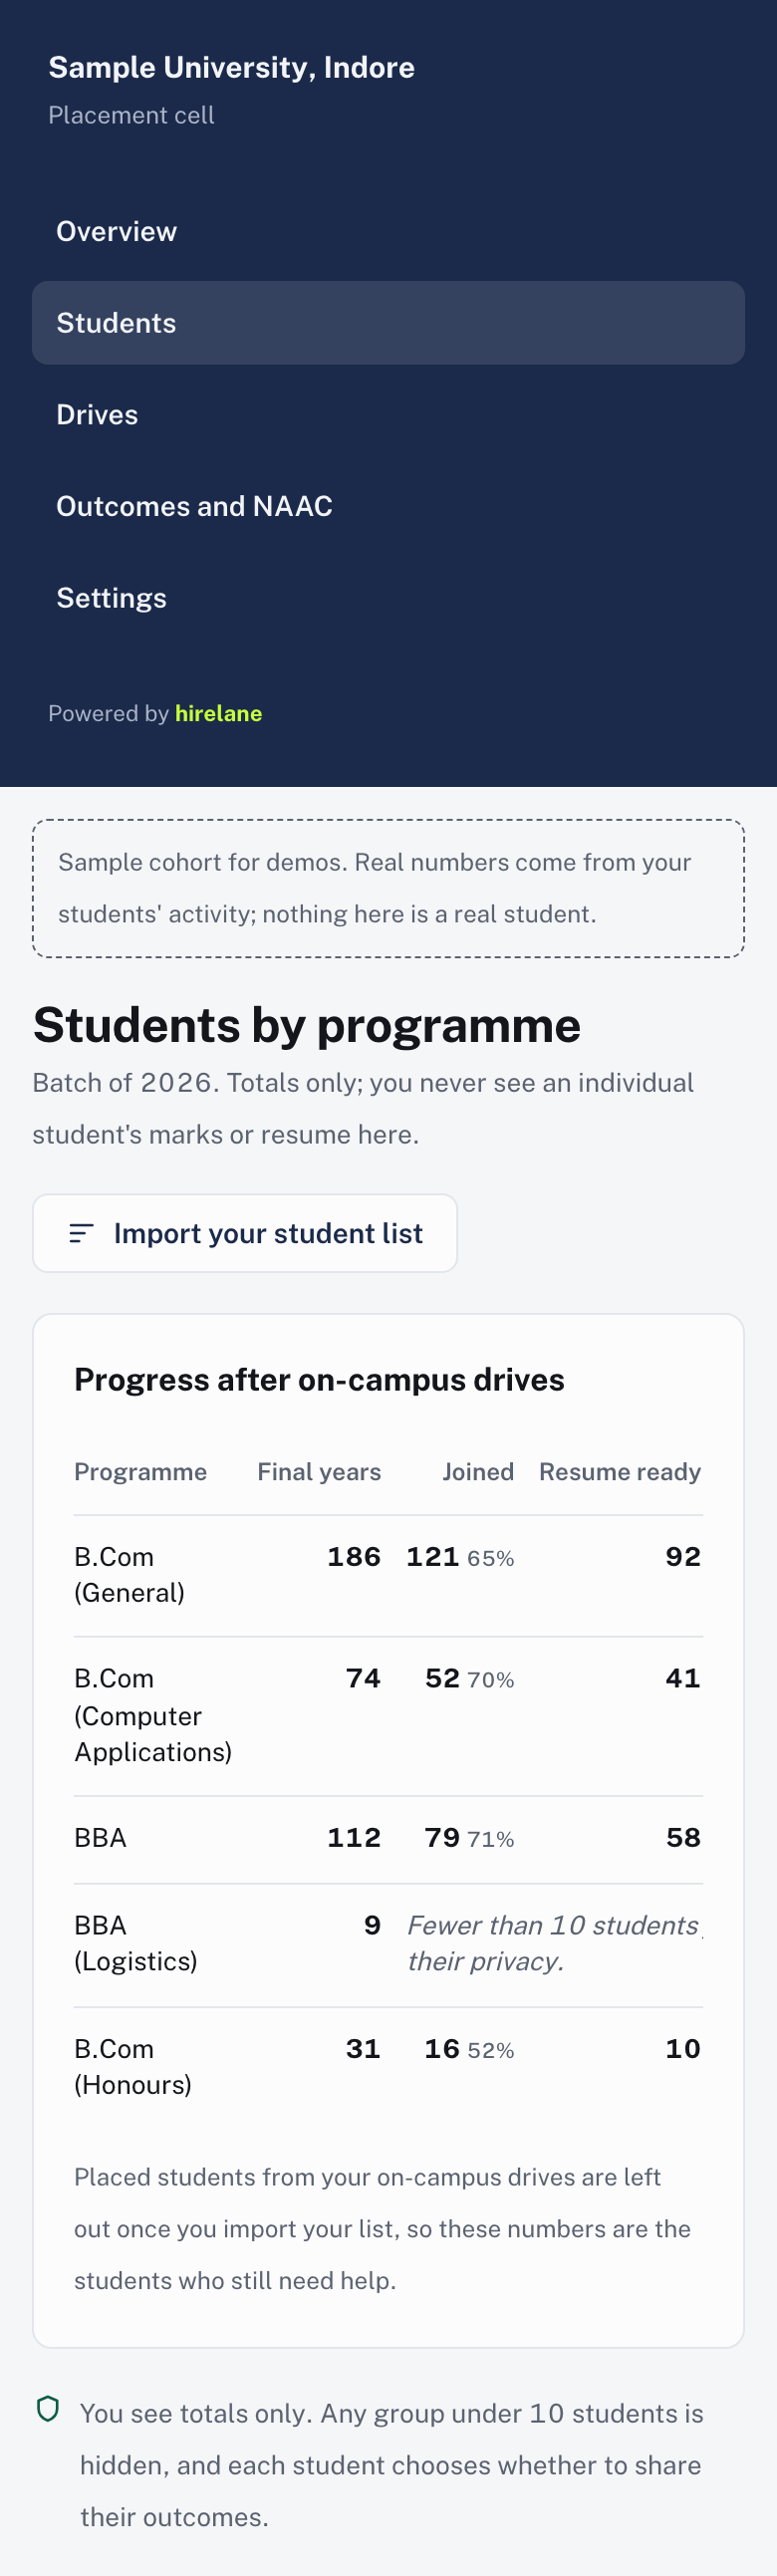 Sample University, Indore
Placement cell
Overview
Students
Drives
Outcomes and NAAC
Settings
Powered by hirelane
Sample cohort for demos. Real numbers come from your
students' activity; nothing here is a real student.
Students by programme
Batch of 2026. Totals only; you never see an individual
student's marks or resume here.
Import your student list
Progress after on-campus drives
Programme Final years Joined Resume ready
B.Com 186 121 65% 92
(General)
B.Com 74 52 70% 41
(Computer
Applications)
BBA 112 79 71% 58
BBA 9 Fewer than 10 students
(Logistics) their privacy.
B.Com 31 16 52% 10
(Honours)
Placed students from your on-campus drives are left
out once you import your list, so these numbers are the
students who still need help.
You see totals only. Any group under 10 students is
hidden, and each student chooses whether to share
their outcomes.